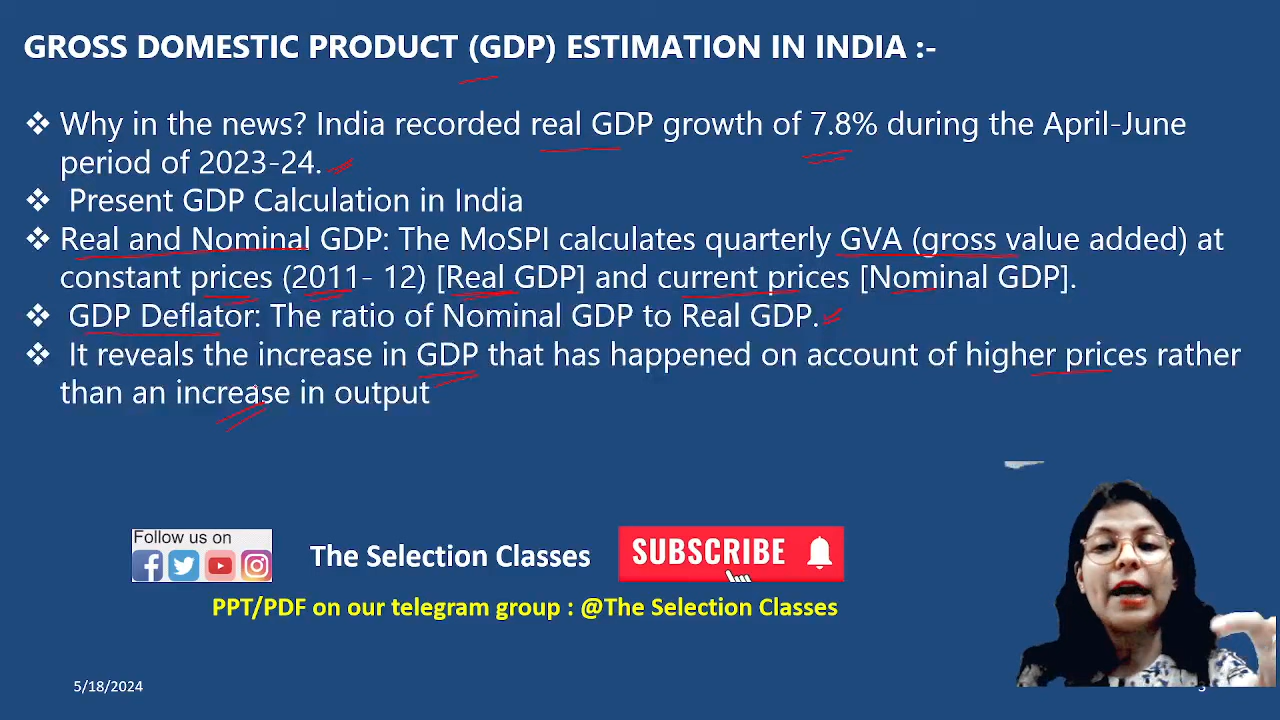 GROSS DOMESTIC PRODUCT (GDP) ESTIMATION IN INDIA :-
❖ Why in the news? India recorded real GDP growth of 7.8% during the April-June
period of 2023-24.
❖ Present GDP Calculation in India
❖ Real and Nominal GDP: The MoSPI calculates quarterly GVA (gross value added) at
constant prices (2011- 12) [Real GDP] and current prices [Nominal GDP].
❖ GDP Deflator: The ratio of Nominal GDP to Real GDP.
❖ It reveals the increase in GDP that has happened on account of higher prices rather
than an increase in output
Follow us on
The Selection Classes
SUBSCRIBE
PPT/PDF on our telegram group : @The Selection Classes
5/18/2024
3